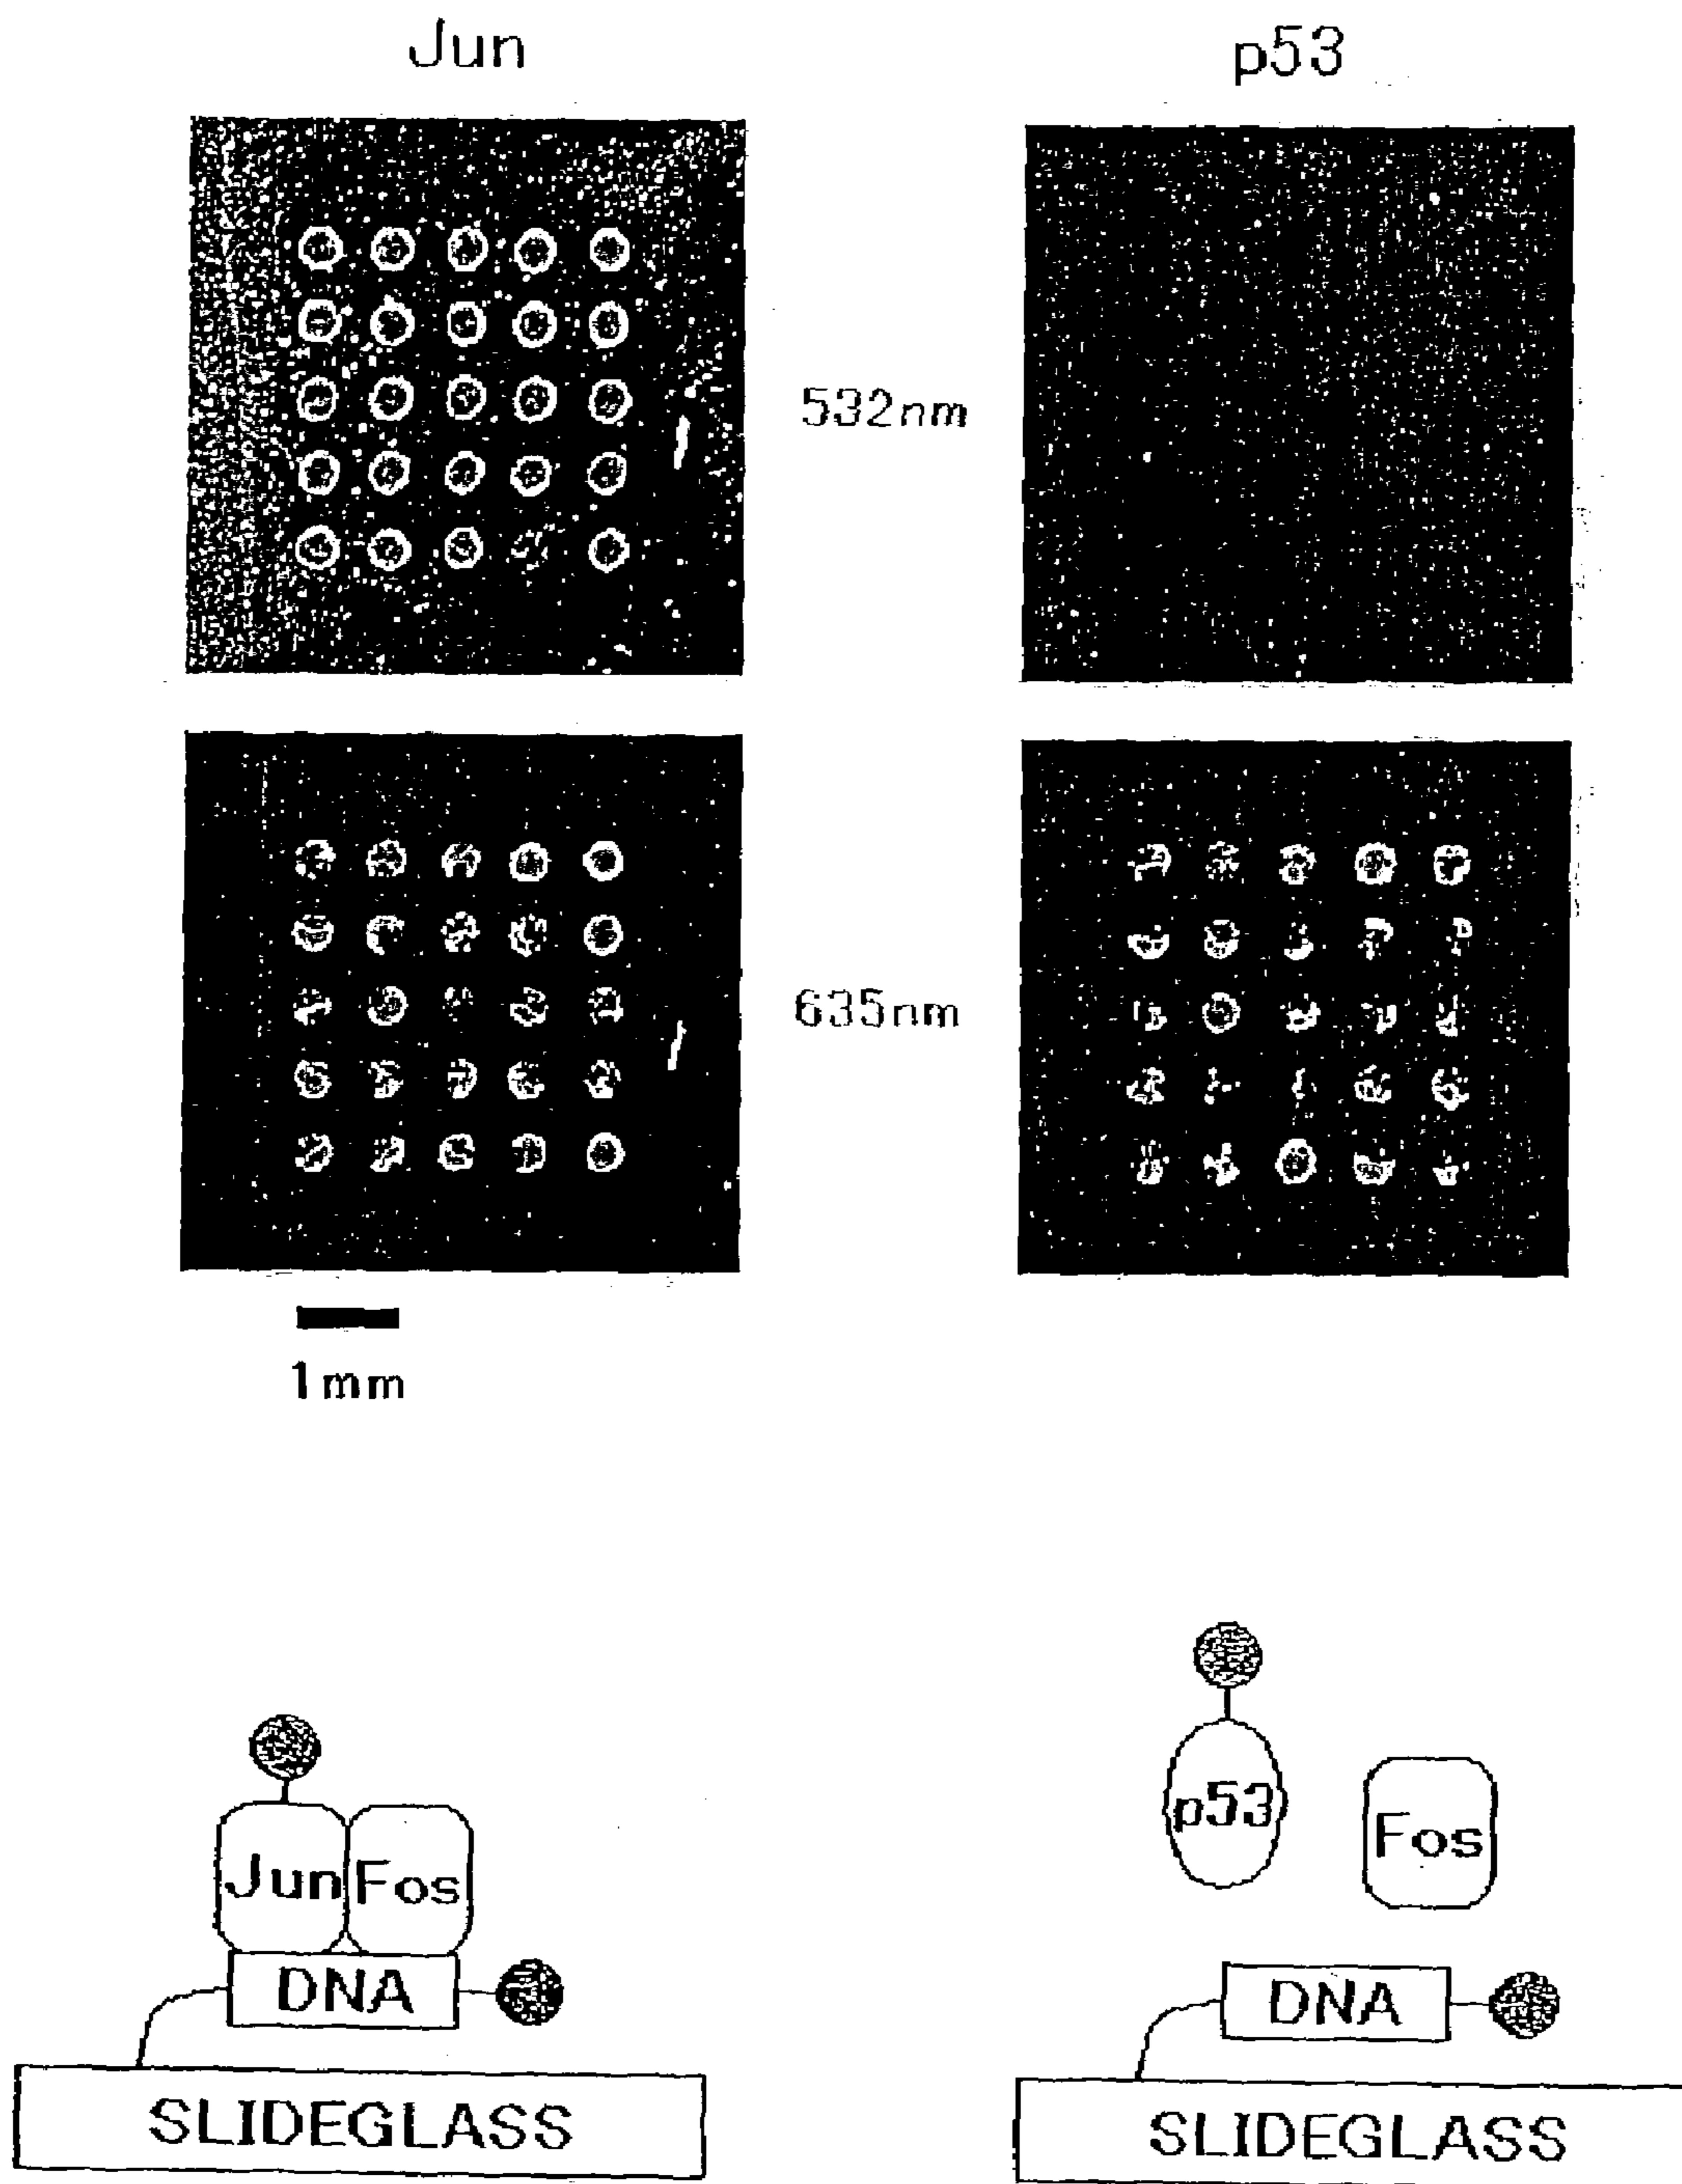 Jun
p53
532nm
635nm
1mm
Jun
Fos
DNA
SLIDEGLASS
p53
Fos
DNA
SLIDEGLASS